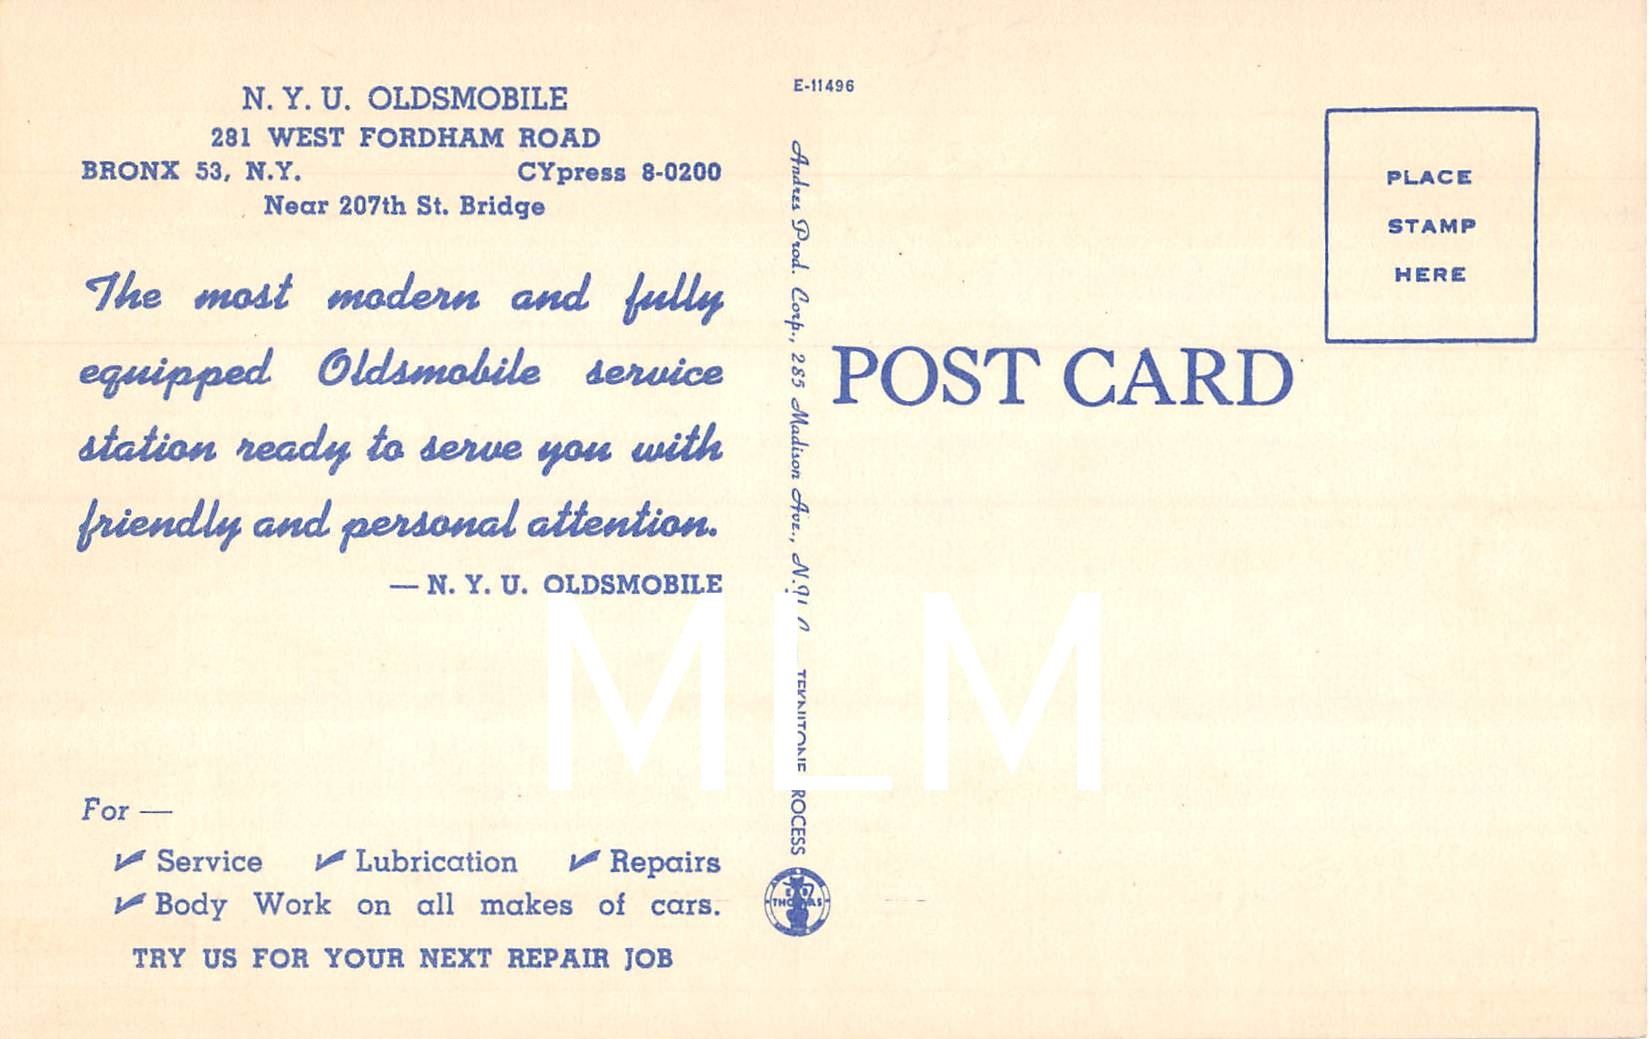 N. Y. U. OLDSMOBILE
281 WEST FORDHAM ROAD
BRONX 53, N.Y. CYpress 8-0200
Near 207th St. Bridge
The most modern and fully
equipped Oldsmobile service
station ready to serve you with
friendly and personal attention.
— N. Y. U. OLDSMOBILE
For —
✔ Service ✔ Lubrication ✔ Repairs
✔ Body Work on all makes of cars.
TRY US FOR YOUR NEXT REPAIR JOB
E-11496
Andres Prod. Corp., 285 Madison Ave.,
THOMAS
POST CARD
PLACE
STAMP
HERE
MLM